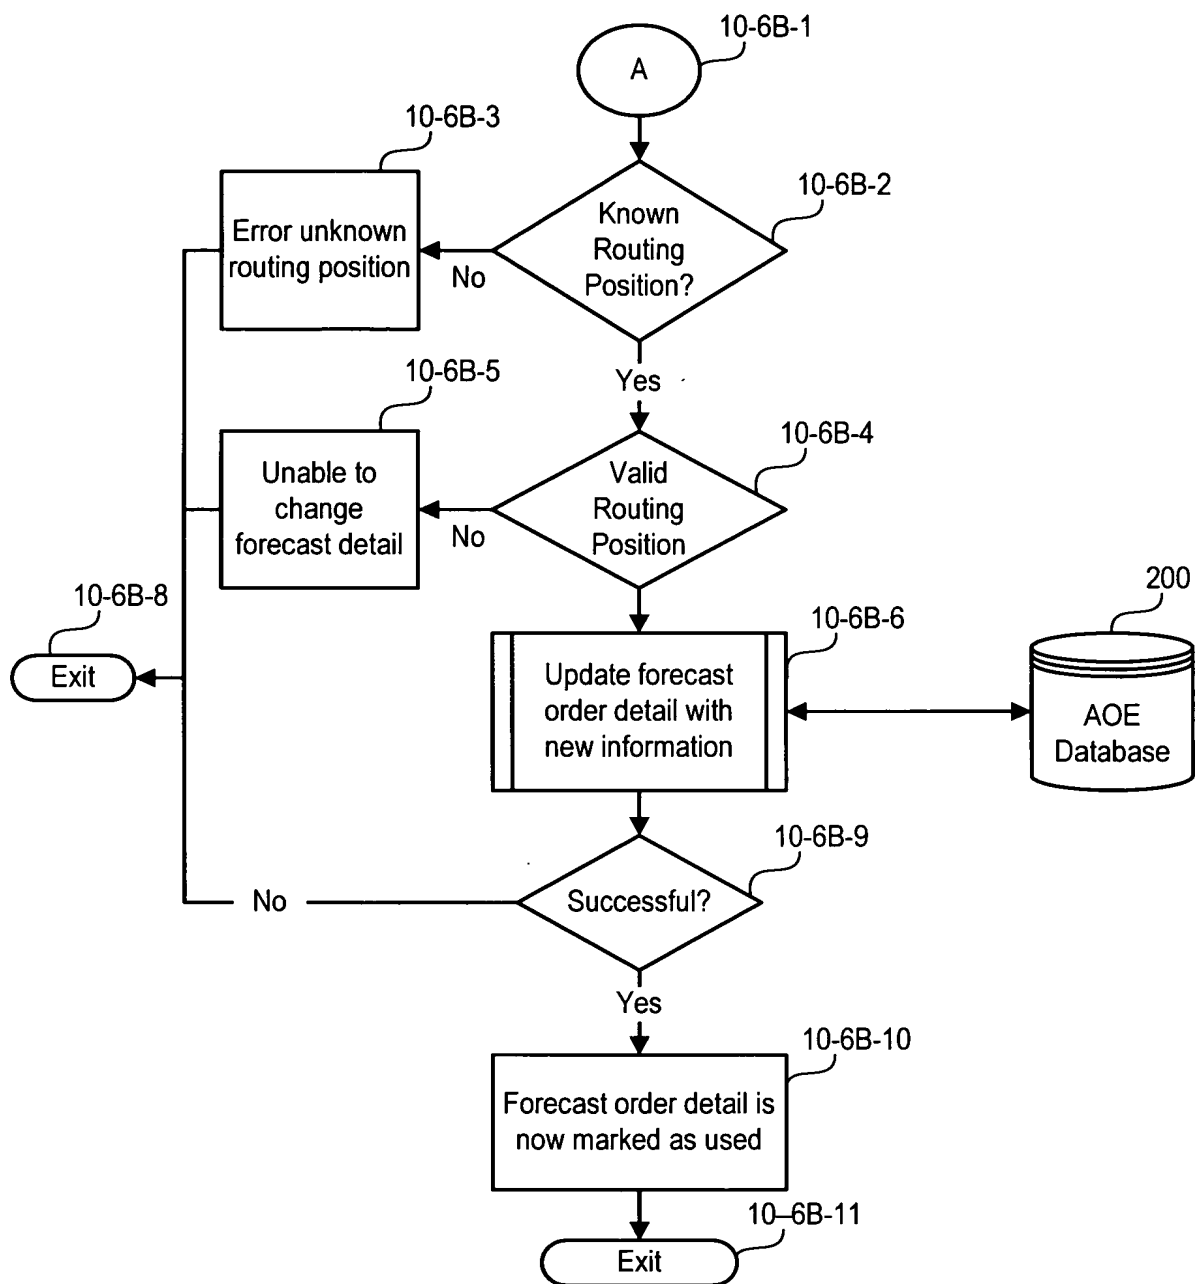 10-6B-1
A
10-6B-3
10-6B-2
Known
Routing
Position?
Error unknown
routing position
No
Yes
10-6B-5
10-6B-4
Valid
Routing
Position
Unable to
change
forecast detail
No
10-6B-8
Exit
10-6B-6
Update forecast
order detail with
new information
200
AOE
Database
10-6B-9
Successful?
No
Yes
10-6B-10
Forecast order detail is
now marked as used
10–6B-11
Exit